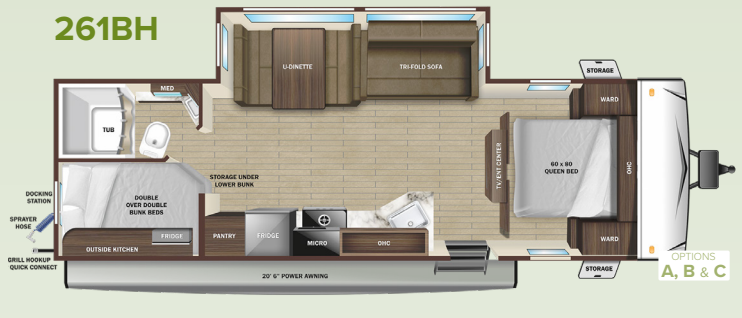 261BH
MED
TUB
U-DINETTE
TRI-FOLD SOFA
STORAGE
WARD
TV/ENT CENTER
60 x 80
QUEEN BED
OHC
STORAGE UNDER
LOWER BUNK
DOUBLE
OVER DOUBLE
BUNK BEDS
DOCKING
STATION
SPRAYER
HOSE
GRILL HOOKUP
QUICK CONNECT
OUTSIDE KITCHEN
FRIDGE
PANTRY
FRIDGE
MICRO
OHC
WARD
STORAGE
20' 6" POWER AWNING
OPTIONS
A, B & C